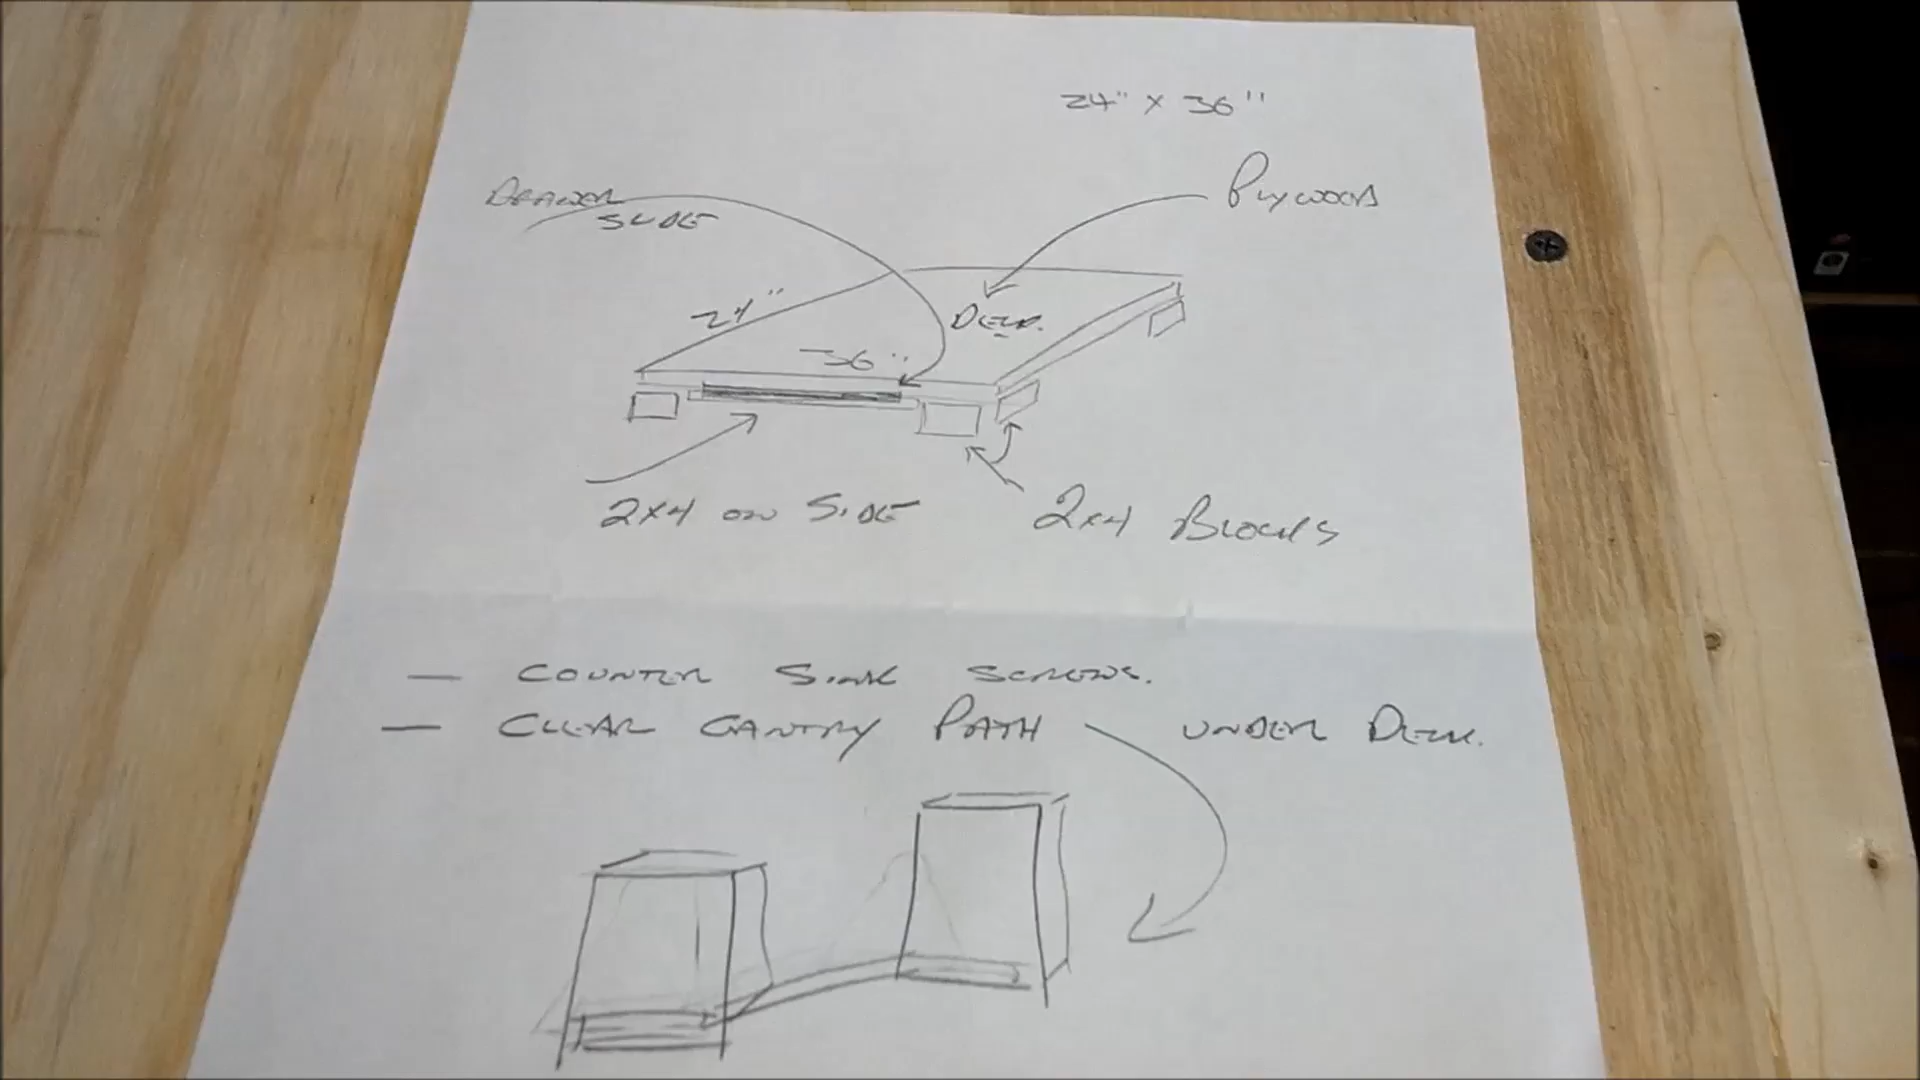 24" x 36"
DRAWER
SLIDE
PLYWOOD
24"
DECK.
36"
2x4 ON SIDE
2x4 BLOCKS
— COUNTER SINK SCREWS.
— CLEAR GANTRY PATH UNDER DECK.